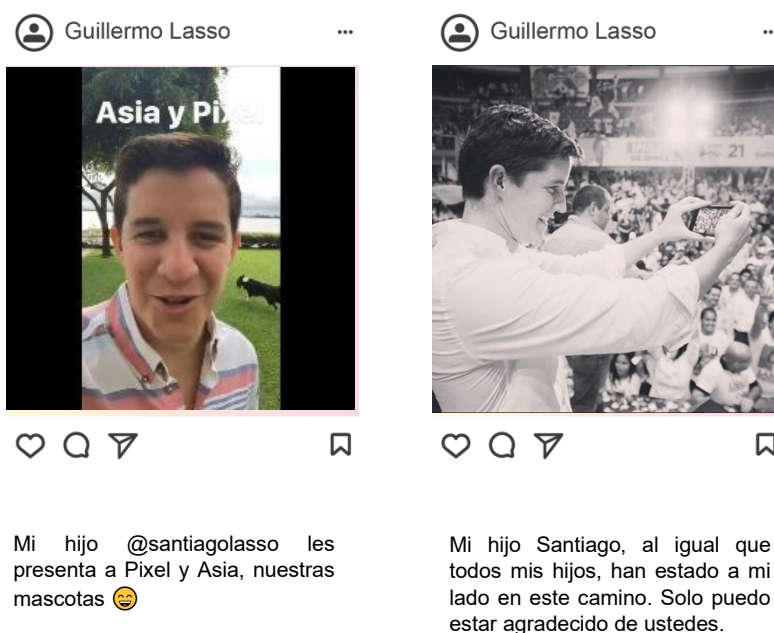 Guillermo Lasso
Asia y Pixel
Mi hijo @santiagolasso les
presenta a Pixel y Asia, nuestras
mascotas 😄
Guillermo Lasso
21
Mi hijo Santiago, al igual que
todos mis hijos, han estado a mi
lado en este camino. Solo puedo
estar agradecido de ustedes.